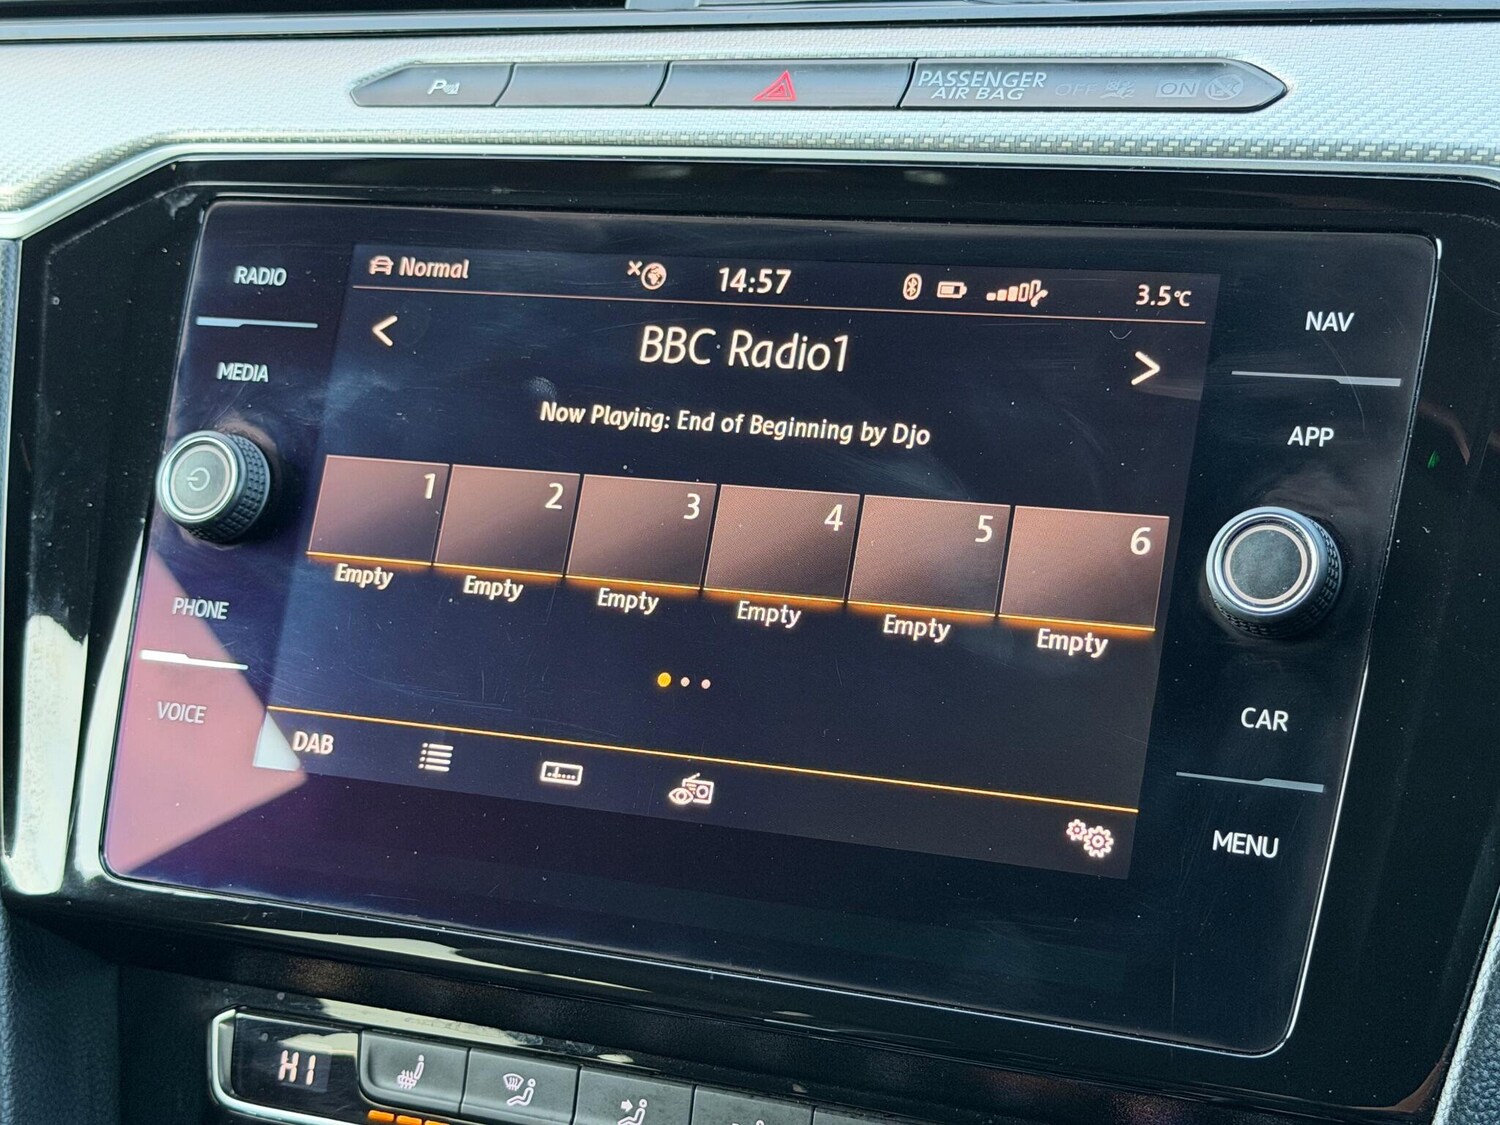 P
PASSENGER
AIR BAG OFF ON
RADIO
MEDIA
PHONE
VOICE
Normal 14:57 3.5°C
BBC Radio1
Now Playing: End of Beginning by Djo
1 2 3 4 5 6
Empty Empty Empty Empty Empty Empty
DAB
NAV
APP
CAR
MENU
HI